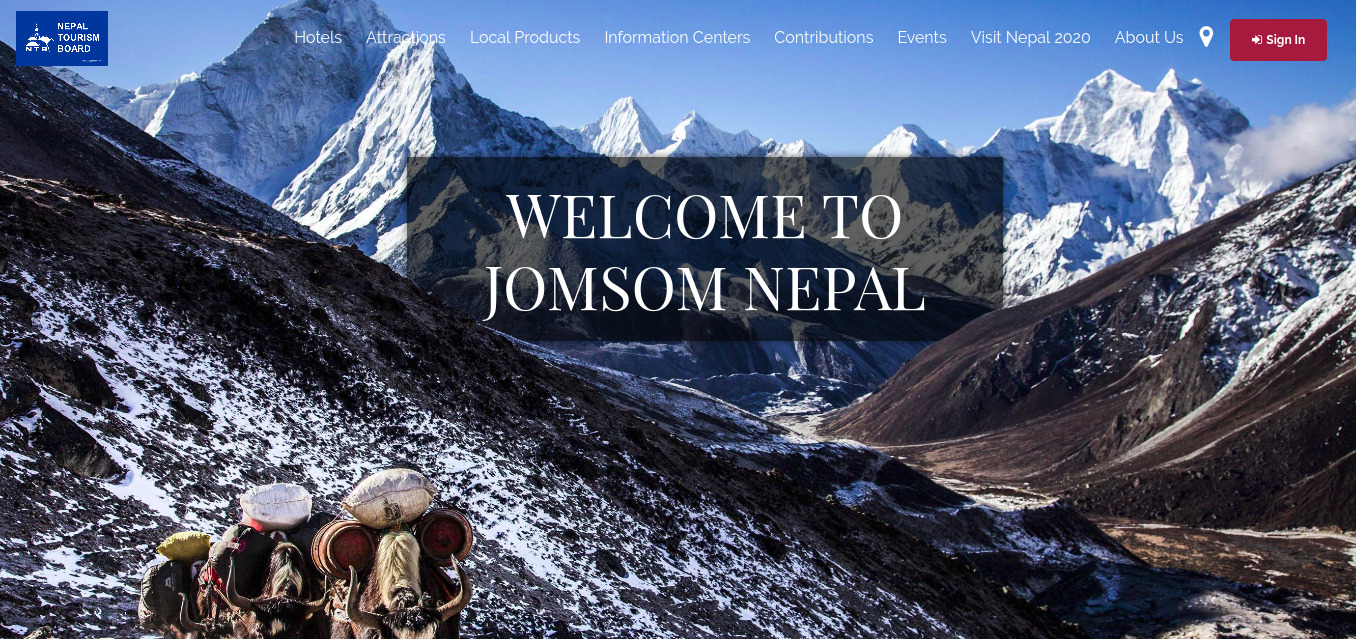 NEPAL
TOURISM
BOARD
NTB
Hotels Attractions Local Products Information Centers Contributions Events Visit Nepal 2020 About Us Sign In
WELCOME TO
JOMSOM NEPAL